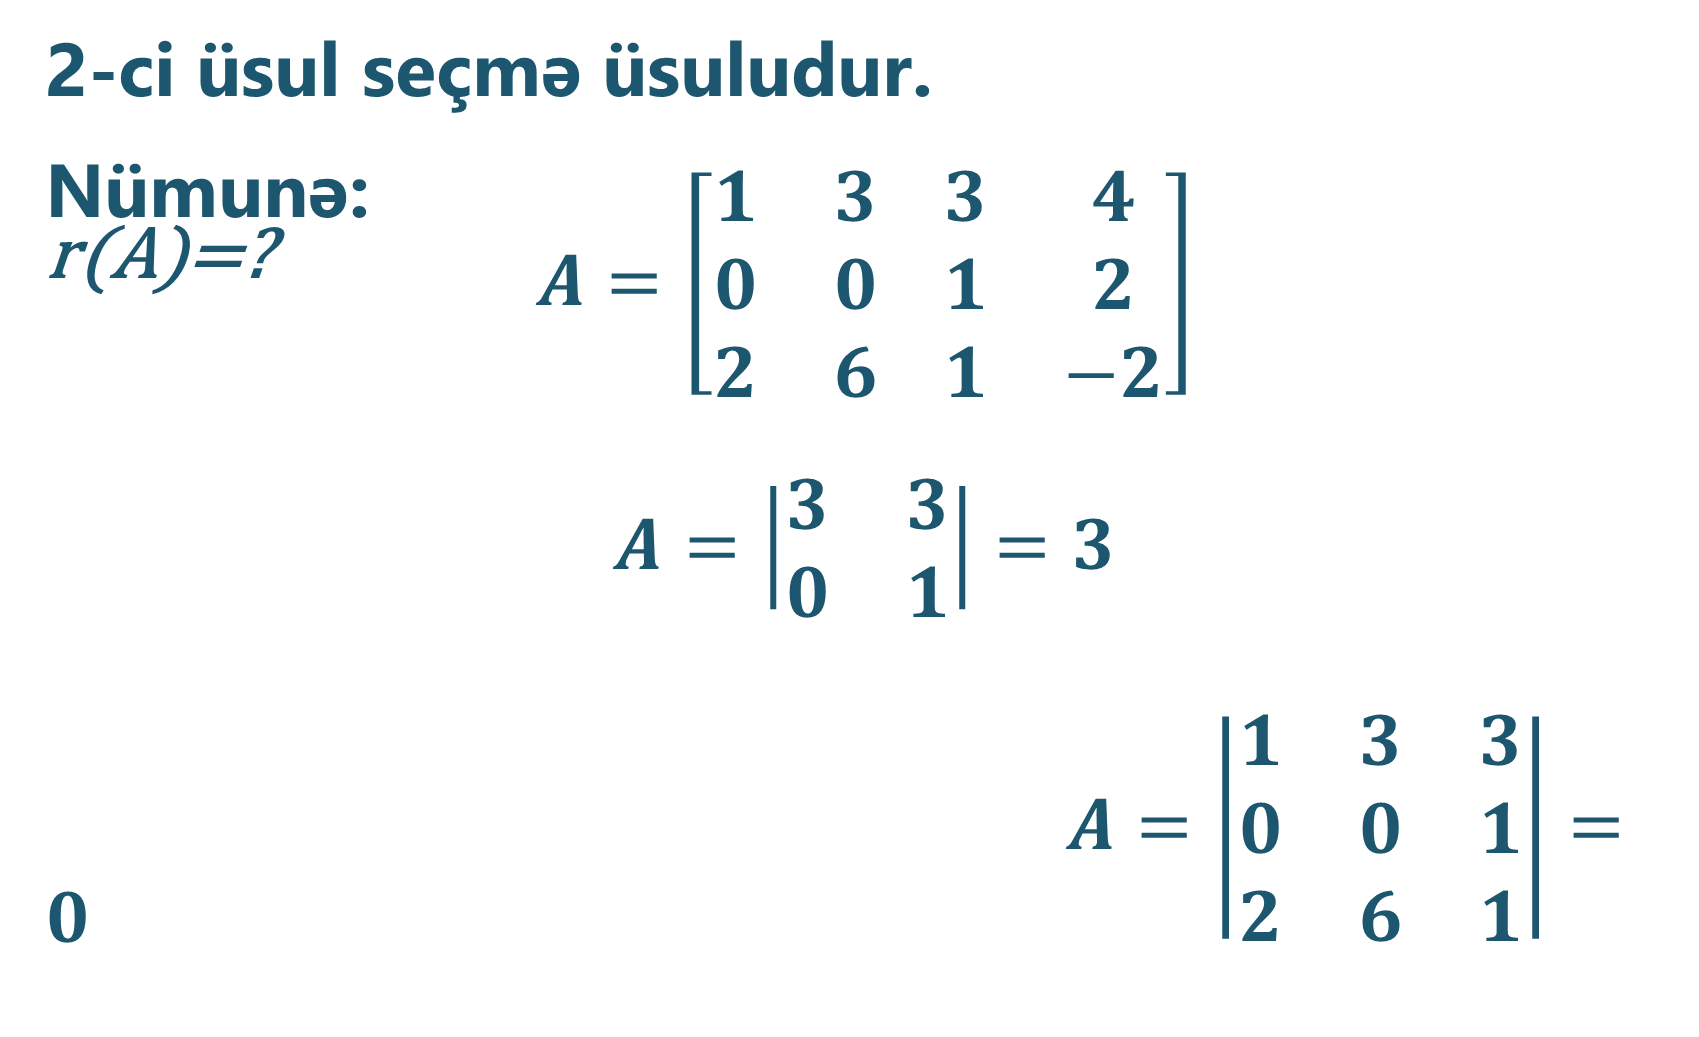 2-ci üsul seçmə üsuludur.
Nümunə:
r(A)=?
A = [1 3 3 4
0 0 1 2
2 6 1 −2]
A = |3 3
0 1| = 3
A = |1 3 3
0 0 1
2 6 1| =
0